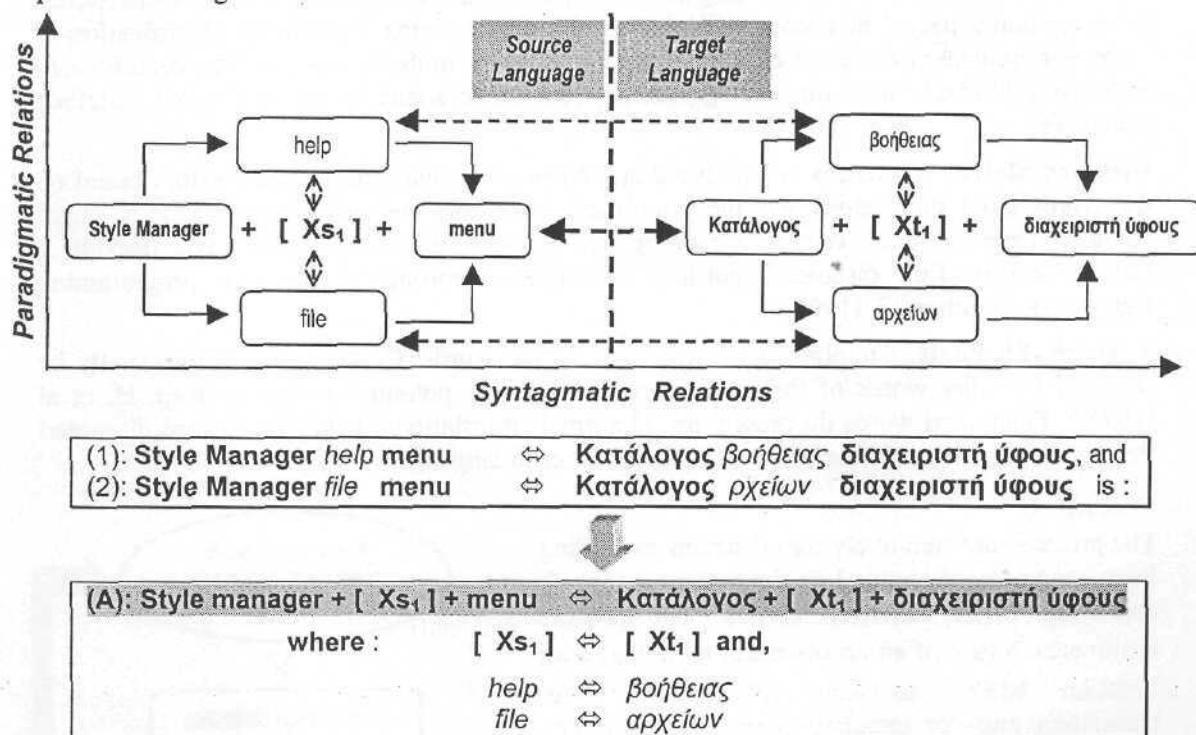 Source Language
Target Language
Paradigmatic Relations
help
βοήθειας
Style Manager + [ Xs1 ] + menu
Κατάλογος + [ Xt1 ] + διαχειριστή ύφους
file
αρχείων
Syntagmatic Relations
(1): Style Manager help menu ⇔ Κατάλογος βοήθειας διαχειριστή ύφους, and
(2): Style Manager file menu ⇔ Κατάλογος ρχείων διαχειριστή ύφους is :
(A): Style manager + [ Xs1 ] + menu ⇔ Κατάλογος + [ Xt1 ] + διαχειριστή ύφους
where : [ Xs1 ] ⇔ [ Xt1 ] and,
help ⇔ βοήθειας
file ⇔ αρχείων